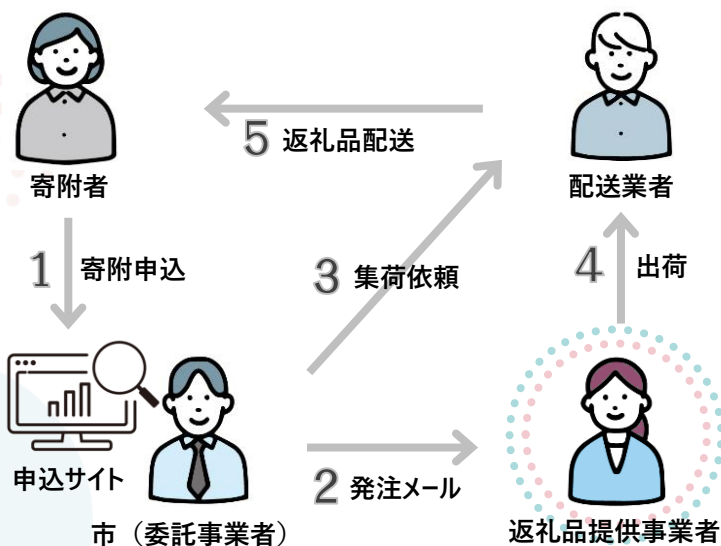 5 返礼品配送
寄附者
配送業者
1 寄附申込
3 集荷依頼
4 出荷
申込サイト
2 発注メール
市（委託事業者）
返礼品提供事業者